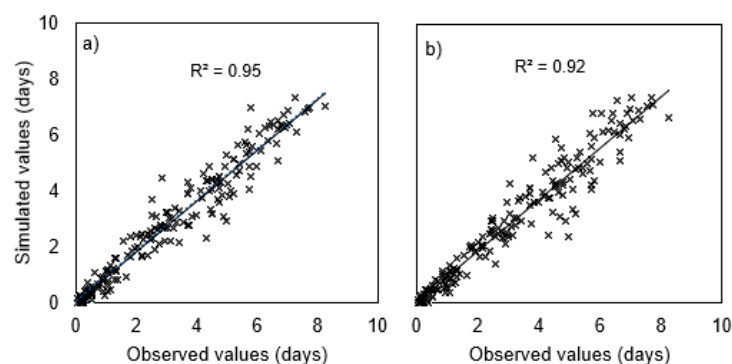 10
8
6
4
2
0
Simulated values (days)
a)
R² = 0.95
0 2 4 6 8 10
Observed values (days)
b)
R² = 0.92
0 2 4 6 8 10
Observed values (days)